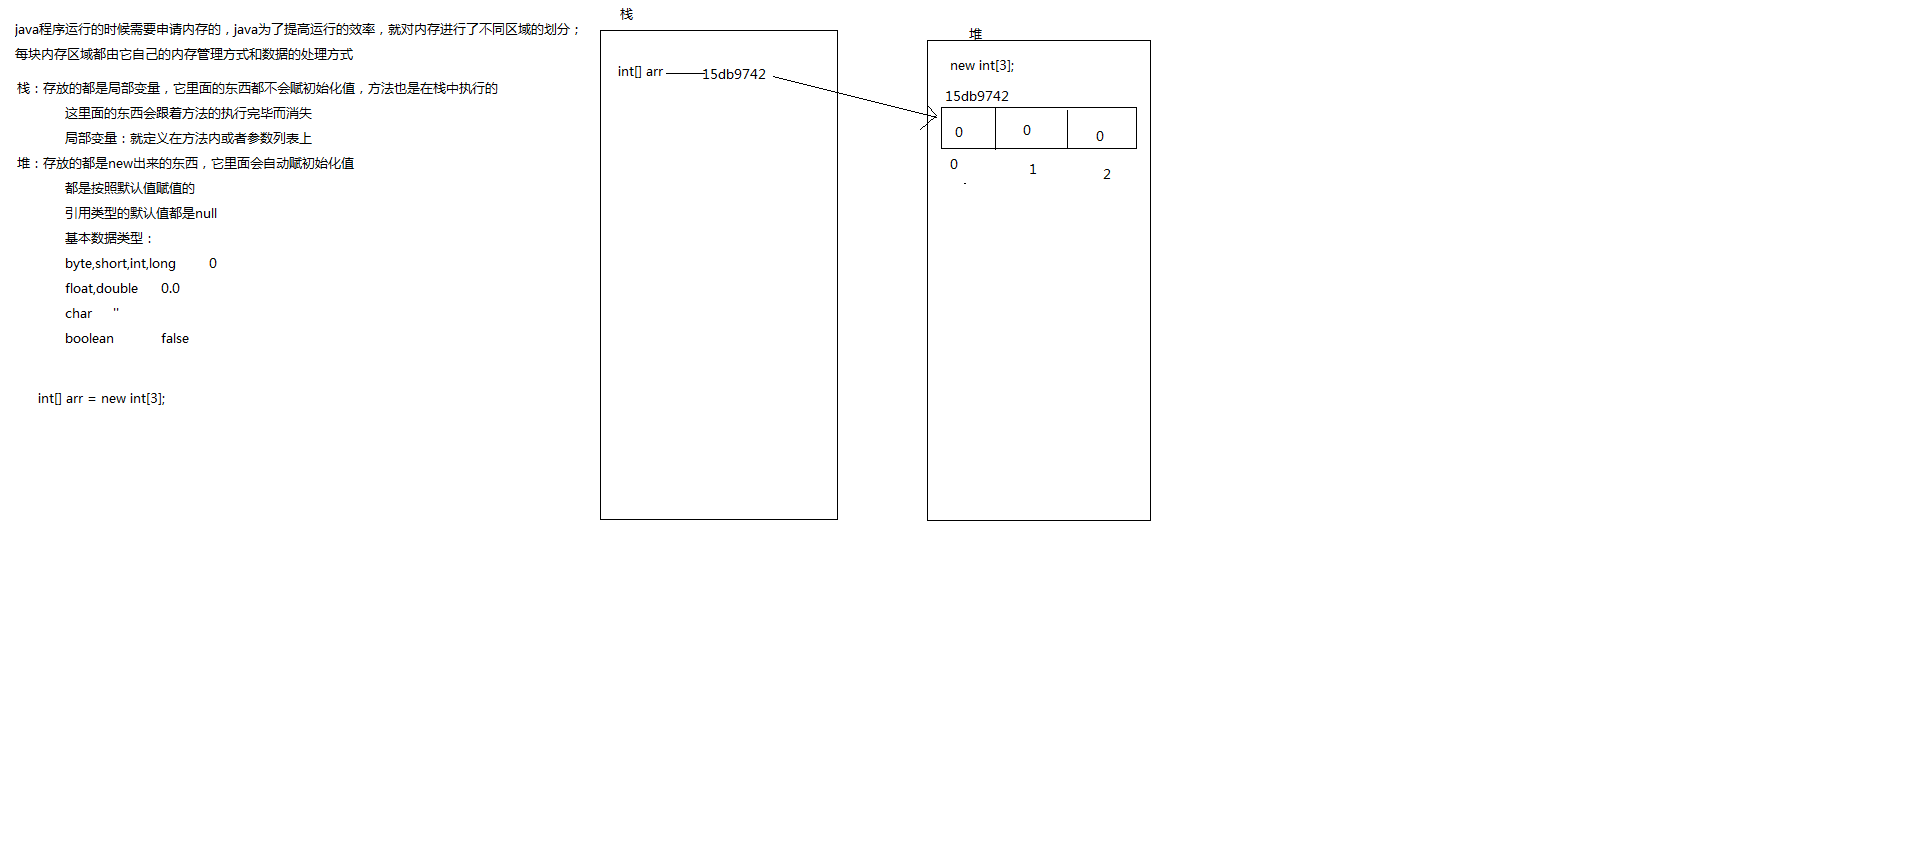 java程序运行的时候需要申请内存的，java为了提高运行的效率，就对内存进行了不同区域的划分；
每块内存区域都由它自己的内存管理方式和数据的处理方式
栈：存放的都是局部变量，它里面的东西都不会赋初始化值，方法也是在栈中执行的
这里面的东西会跟着方法的执行完毕而消失
局部变量：就定义在方法内或者参数列表上
堆：存放的都是new出来的东西，它里面会自动赋初始化值
都是按照默认值赋值的
引用类型的默认值都是null
基本数据类型：
byte,short,int,long 0
float,double 0.0
char ''
boolean false
int[] arr = new int[3];
栈
int[] arr 15db9742
堆
new int[3];
15db9742
0 0 0
0 1 2